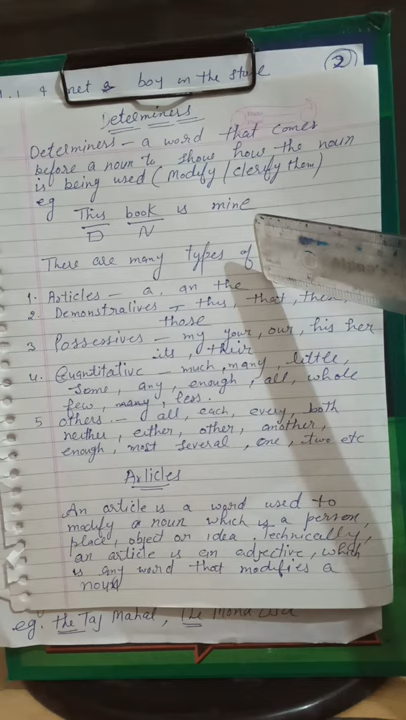 met a boy in the store
2
Determiners
Determiners - a word that comes
before a noun to show how the noun
is being used (Modify / Clerify them)
eg This book is mine
D N
There are many types of
1. Articles - a, an the
2. Demonstratives - this, that, them,
those
3 Possessives - my your, our, his her
its, their
4. Quantitative - much, many, little,
some, any, enough, all, whole
few, many, less.
5 others - all, each, every, both
neither, either, other, another,
enough, most several, one, two etc
Articles
An article is a word used to
modify a noun which is a person,
place, object or idea. Technically,
an article is an adjective, which
is any word that modifies a
noun
eg. the Taj Mahal, The Mona Lisa